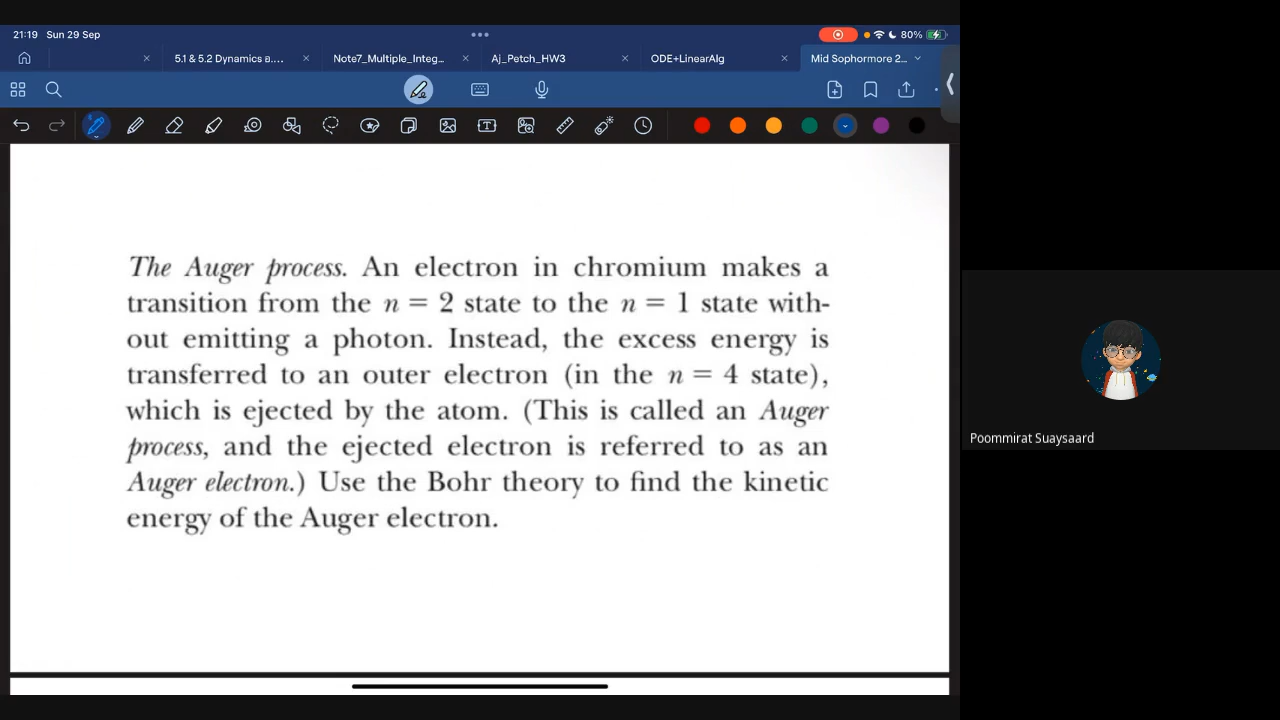 21:19 Sun 29 Sep
80%
5.1 & 5.2 Dynamics a.... Note7_Multiple_Integ... Aj_Petch_HW3 ODE+LinearAlg Mid Sophormore 2...
The Auger process. An electron in chromium makes a
transition from the n = 2 state to the n = 1 state with-
out emitting a photon. Instead, the excess energy is
transferred to an outer electron (in the n = 4 state),
which is ejected by the atom. (This is called an Auger
process, and the ejected electron is referred to as an
Auger electron.) Use the Bohr theory to find the kinetic
energy of the Auger electron.
Poommirat Suaysaard